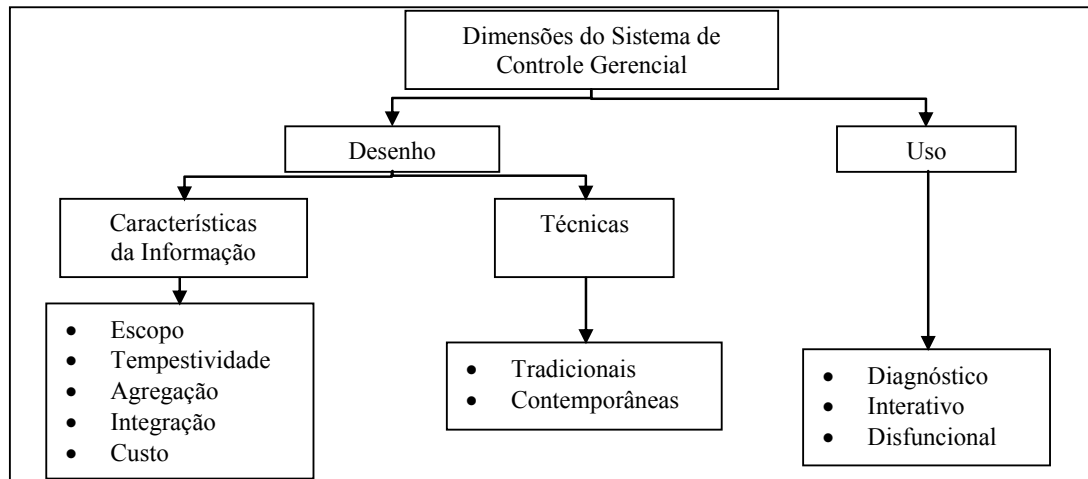 Dimensões do Sistema de
Controle Gerencial
Desenho
Uso
Características
da Informação
Técnicas
• Escopo
• Tempestividade
• Agregação
• Integração
• Custo
• Tradicionais
• Contemporâneas
• Diagnóstico
• Interativo
• Disfuncional